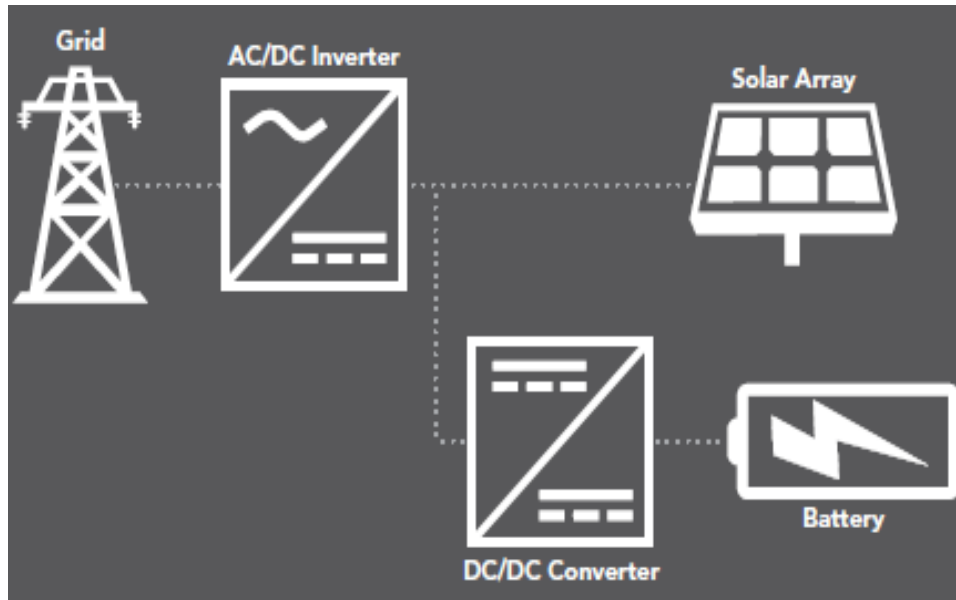 Grid
AC/DC Inverter
Solar Array
Battery
DC/DC Converter